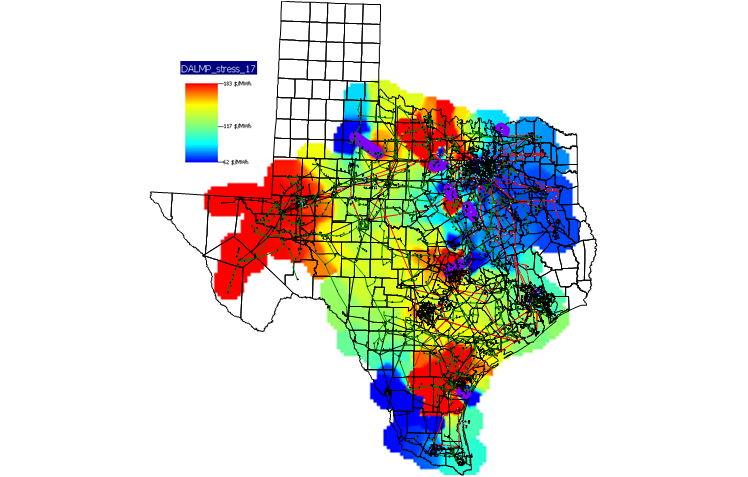 DALMP_stress_17
183 $/MWh
117 $/MWh
62 $/MWh